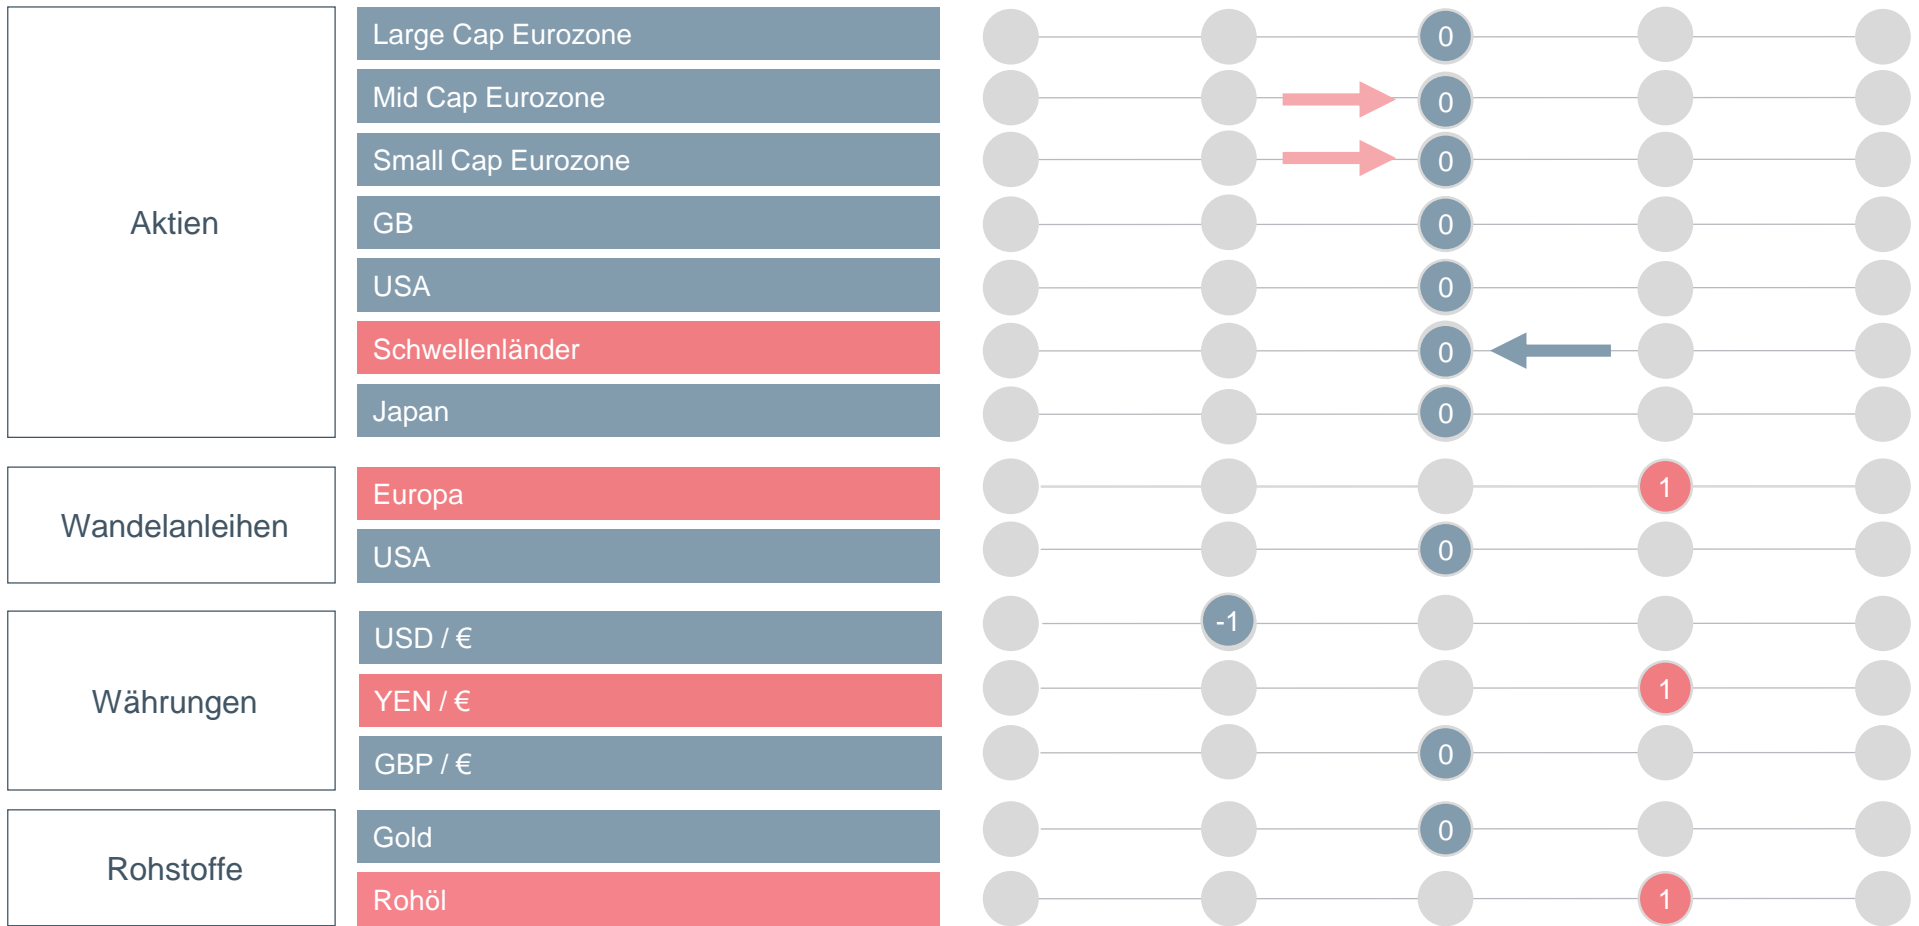 Aktien
Large Cap Eurozone 0
Mid Cap Eurozone 0
Small Cap Eurozone 0
GB 0
USA 0
Schwellenländer 0
Japan 0
Wandelanleihen
Europa 1
USA 0
Währungen
USD / € -1
YEN / € 1
GBP / € 0
Rohstoffe
Gold 0
Rohöl 1